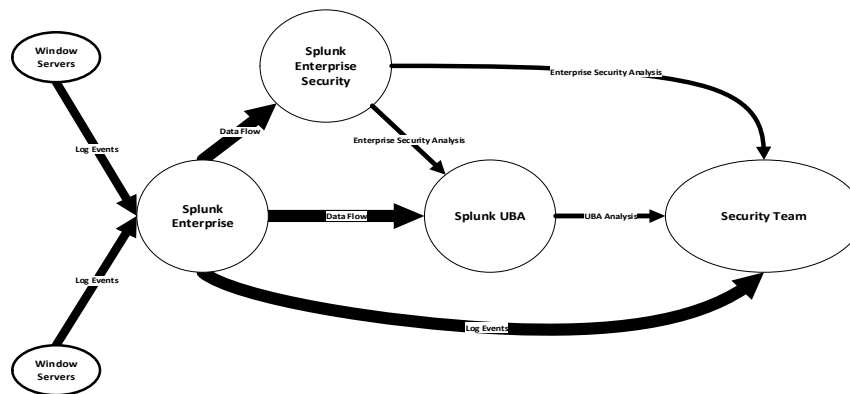 Window
Servers
Splunk
Enterprise
Security
Enterprise Security Analysis
Log Events
Data Flow
Enterprise Security Analysis
Splunk
Enterprise
Data Flow
Splunk UBA
UBA Analysis
Security Team
Log Events
Log Events
Window
Servers